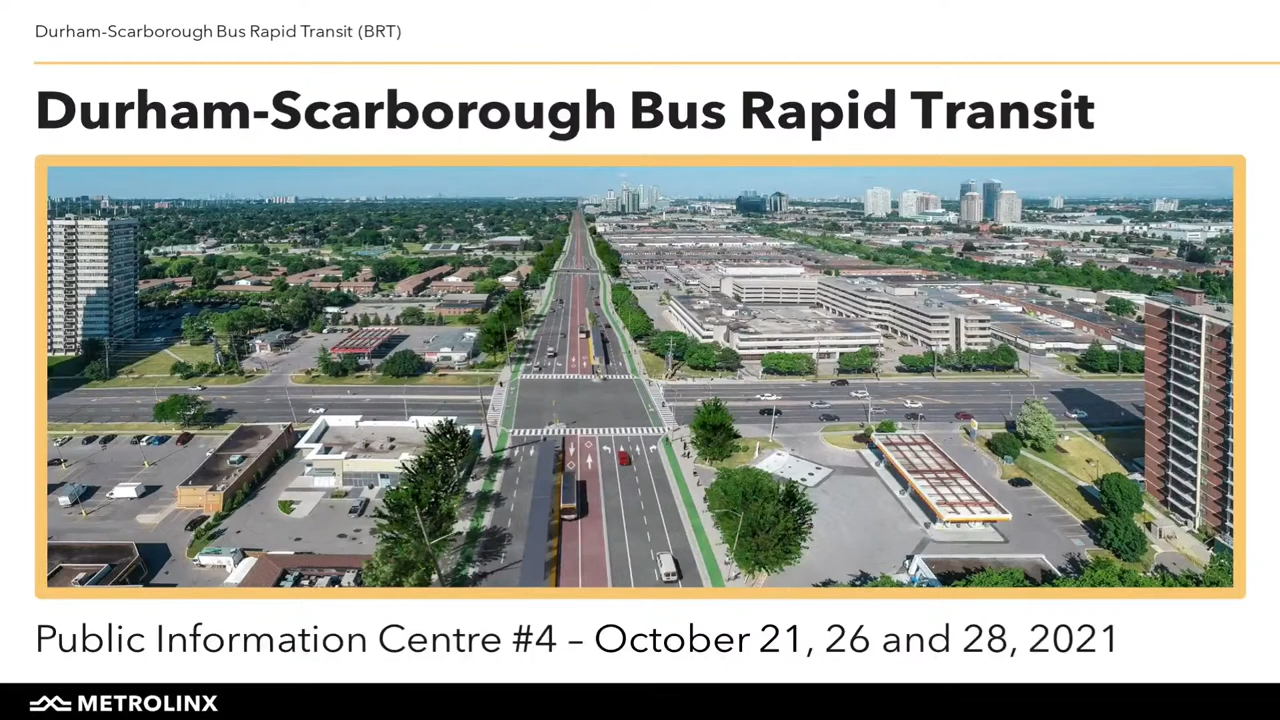 Durham-Scarborough Bus Rapid Transit (BRT)
Durham-Scarborough Bus Rapid Transit
Public Information Centre #4 – October 21, 26 and 28, 2021
METROLINX